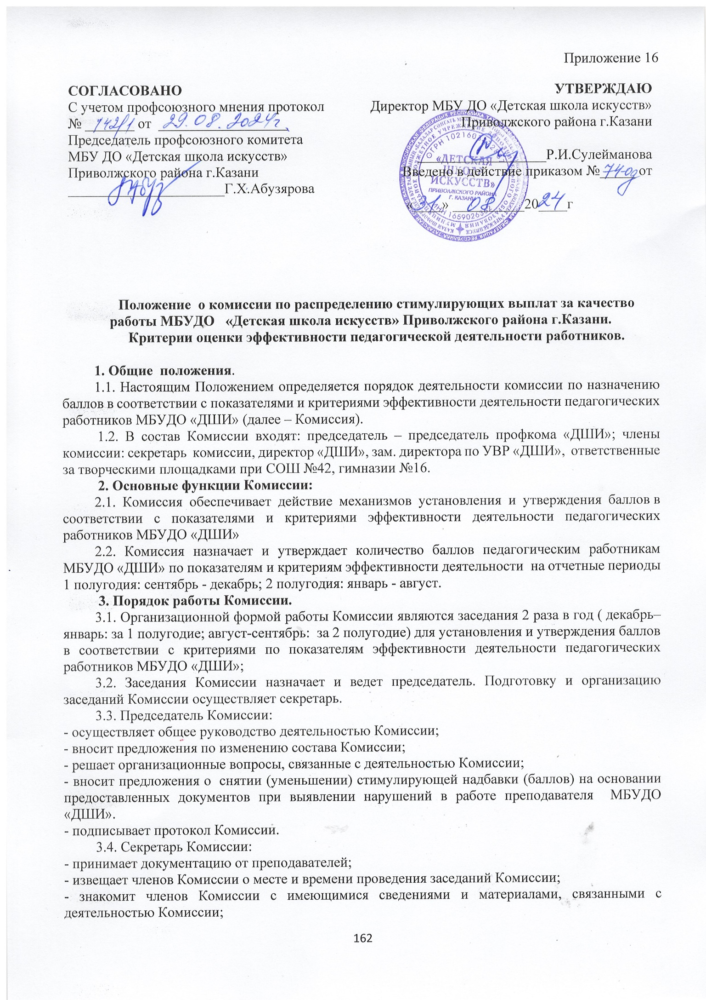 Приложение 16
СОГЛАСОВАНО
С учетом профсоюзного мнения протокол
№ 142/1 от 29.08.2024г.
Председатель профсоюзного комитета
МБУ ДО «Детская школа искусств»
Приволжского района г.Казани
Г.Х.Абузярова
УТВЕРЖДАЮ
Директор МБУ ДО «Детская школа искусств»
Приволжского района г.Казани
Р.И.Сулейманова
Введено в действие приказом № 74-од от
«31» 08 2024 г
«ДЕТСКАЯ
ШКОЛА
ИСКУССТВ»
ПРИВОЛЖСКОГО РАЙОНА
Г. КАЗАНИ
ИНН 1659026362
Положение о комиссии по распределению стимулирующих выплат за качество
работы МБУДО «Детская школа искусств» Приволжского района г.Казани.
Критерии оценки эффективности педагогической деятельности работников.
1. Общие положения.
1.1. Настоящим Положением определяется порядок деятельности комиссии по назначению
баллов в соответствии с показателями и критериями эффективности деятельности педагогических
работников МБУДО «ДШИ» (далее – Комиссия).
1.2. В состав Комиссии входят: председатель – председатель профкома «ДШИ»; члены
комиссии: секретарь комиссии, директор «ДШИ», зам. директора по УВР «ДШИ», ответственные
за творческими площадками при СОШ №42, гимназии №16.
2. Основные функции Комиссии:
2.1. Комиссия обеспечивает действие механизмов установления и утверждения баллов в
соответствии с показателями и критериями эффективности деятельности педагогических
работников МБУДО «ДШИ»
2.2. Комиссия назначает и утверждает количество баллов педагогическим работникам
МБУДО «ДШИ» по показателям и критериям эффективности деятельности на отчетные периоды
1 полугодия: сентябрь - декабрь; 2 полугодия: январь - август.
3. Порядок работы Комиссии.
3.1. Организационной формой работы Комиссии являются заседания 2 раза в год ( декабрь–
январь: за 1 полугодие; август-сентябрь: за 2 полугодие) для установления и утверждения баллов
в соответствии с критериями по показателям эффективности деятельности педагогических
работников МБУДО «ДШИ»;
3.2. Заседания Комиссии назначает и ведет председатель. Подготовку и организацию
заседаний Комиссии осуществляет секретарь.
3.3. Председатель Комиссии:
- осуществляет общее руководство деятельностью Комиссии;
- вносит предложения по изменению состава Комиссии;
- решает организационные вопросы, связанные с деятельностью Комиссии;
- вносит предложения о снятии (уменьшении) стимулирующей надбавки (баллов) на основании
предоставленных документов при выявлении нарушений в работе преподавателя МБУДО
«ДШИ».
- подписывает протокол Комиссии.
3.4. Секретарь Комиссии:
- принимает документацию от преподавателей;
- извещает членов Комиссии о месте и времени проведения заседаний Комиссии;
- знакомит членов Комиссии с имеющимися сведениями и материалами, связанными с
деятельностью Комиссии;
162